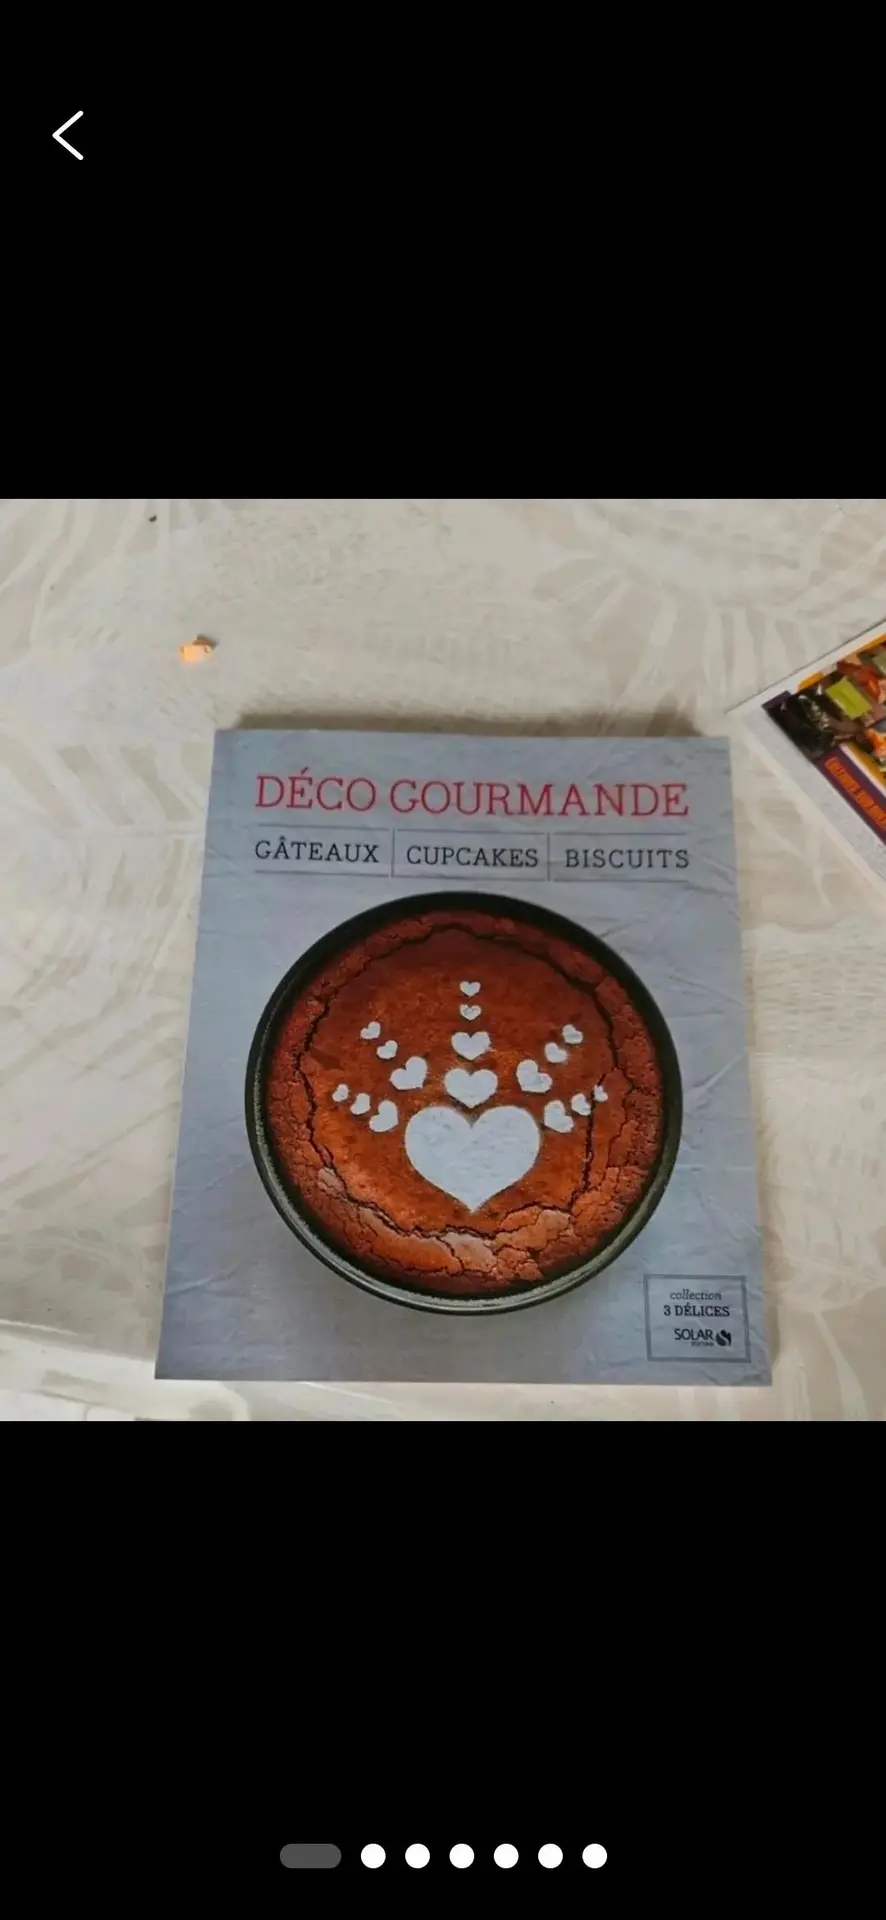 DÉCO GOURMANDE
GÂTEAUX CUPCAKES BISCUITS
collection
3 DÉLICES
SOLAR